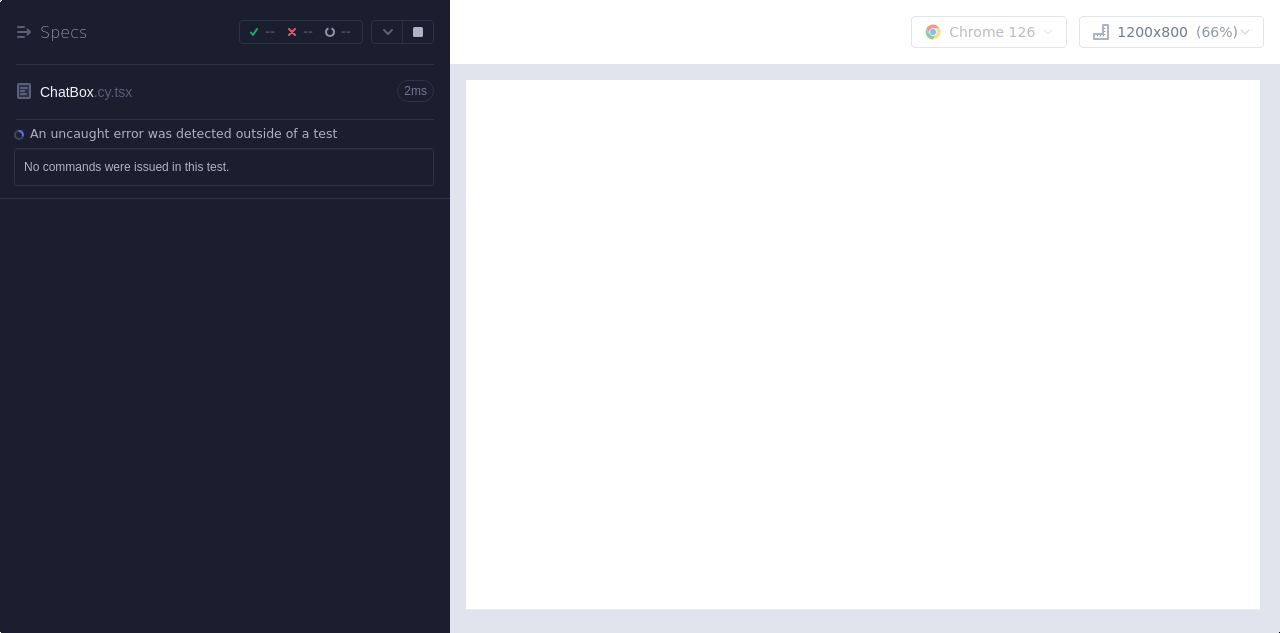 Specs
-- -- --
Chrome 126
1200x800 (66%)
ChatBox.cy.tsx
2ms
An uncaught error was detected outside of a test
No commands were issued in this test.